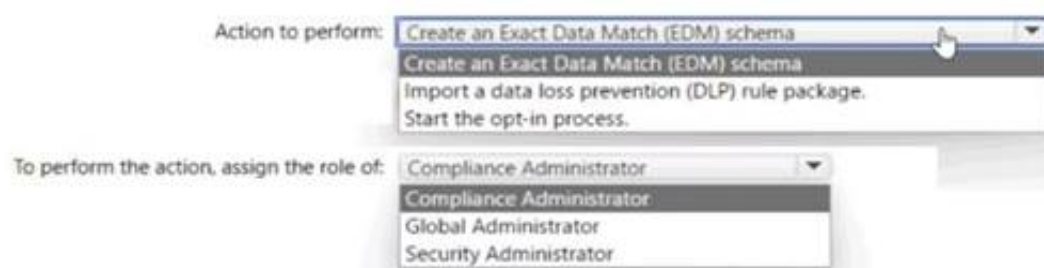 Action to perform: Create an Exact Data Match (EDM) schema
Create an Exact Data Match (EDM) schema
Import a data loss prevention (DLP) rule package.
Start the opt-in process.
To perform the action, assign the role of: Compliance Administrator
Compliance Administrator
Global Administrator
Security Administrator